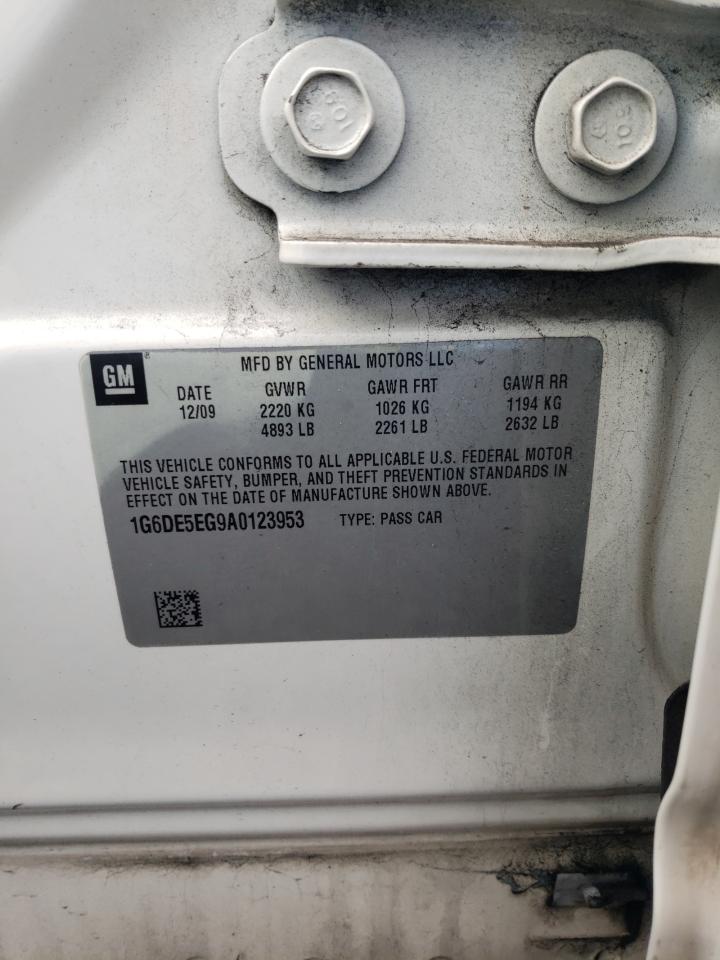 109
109
GM
MFD BY GENERAL MOTORS LLC
DATE GVWR GAWR FRT GAWR RR
12/09 2220 KG 1026 KG 1194 KG
4893 LB 2261 LB 2632 LB
THIS VEHICLE CONFORMS TO ALL APPLICABLE U.S. FEDERAL MOTOR
VEHICLE SAFETY, BUMPER, AND THEFT PREVENTION STANDARDS IN
EFFECT ON THE DATE OF MANUFACTURE SHOWN ABOVE.
1G6DE5EG9A0123953 TYPE: PASS CAR